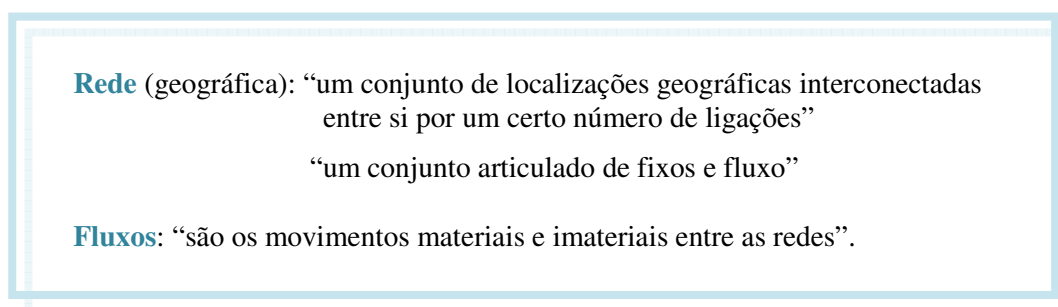 Rede (geográfica): “um conjunto de localizações geográficas interconectadas
entre si por um certo número de ligações”
“um conjunto articulado de fixos e fluxo”
Fluxos: “são os movimentos materiais e imateriais entre as redes”.